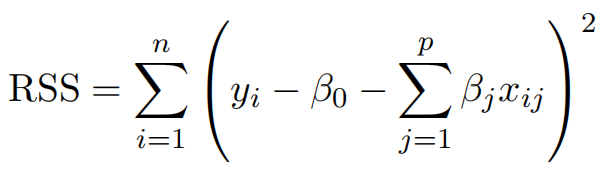 RSS = \sum_{i=1}^{n} \left( y_i - \beta_0 - \sum_{j=1}^{p} \beta_j x_{ij} \right)^2